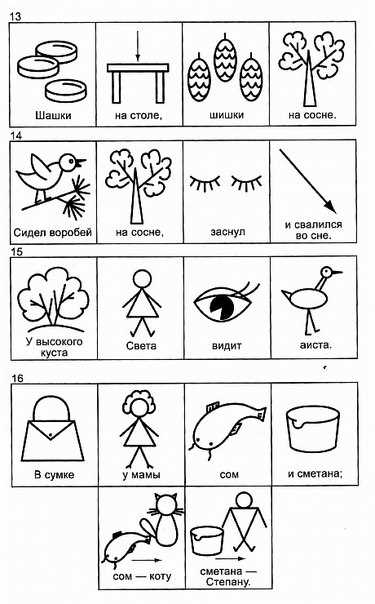 13
Шашки
на столе,
шишки
на сосне.
14
Сидел воробей
на сосне,
заснул
и свалился
во сне.
15
У высокого
куста
Света
видит
аиста.
16
В сумке
у мамы
сом
и сметана;
сом — коту
сметана —
Степану.